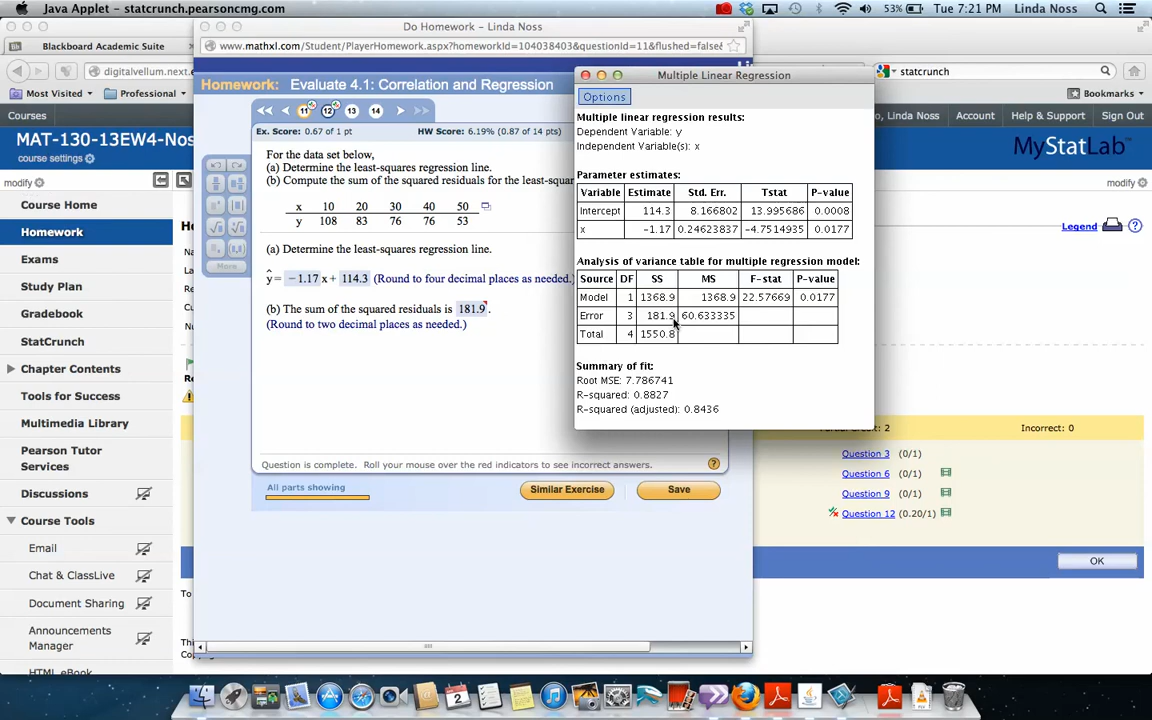 Java Applet - statcrunch.pearsoncmg.com
53%
Tue 7:21 PM
Linda Noss
Do Homework - Linda Noss
Blackboard Academic Suite
www.mathxl.com/Student/PlayerHomework.aspx?homeworkId=104038403&questionId=11&flushed=false&
digitalvellum.next.e
statcrunch
Most Visited
Professional
Bookmarks
Homework: Evaluate 4.1: Correlation and Regression
Multiple Linear Regression
Options
Courses
o, Linda Noss
Account
Help & Support
Sign Out
MAT-130-13EW4-Nos
course settings
MyStatLab
modify
modify
11 12 13 14
Ex. Score: 0.67 of 1 pt
HW Score: 6.19% (0.87 of 14 pts)
For the data set below,
(a) Determine the least-squares regression line.
(b) Compute the sum of the squared residuals for the least-squar
x 10 20 30 40 50
y 108 83 76 76 53
(a) Determine the least-squares regression line.
ŷ = −1.17 x + 114.3 (Round to four decimal places as needed.)
(b) The sum of the squared residuals is 181.9.
(Round to two decimal places as needed.)
More
Question is complete. Roll your mouse over the red indicators to see incorrect answers.
All parts showing
Similar Exercise
Save
Multiple linear regression results:
Dependent Variable: y
Independent Variable(s): x
Parameter estimates:
Variable Estimate Std. Err. Tstat P-value
Intercept 114.3 8.166802 13.995686 0.0008
x −1.17 0.24623837 -4.7514935 0.0177
Analysis of variance table for multiple regression model:
Source DF SS MS F-stat P-value
Model 1 1368.9 1368.9 22.57669 0.0177
Error 3 181.9 60.633335
Total 4 1550.8
Summary of fit:
Root MSE: 7.786741
R-squared: 0.8827
R-squared (adjusted): 0.8436
Course Home
Homework
Exams
Study Plan
Gradebook
StatCrunch
Chapter Contents
Tools for Success
Multimedia Library
Pearson Tutor
Services
Discussions
Course Tools
Email
Chat & ClassLive
Document Sharing
Announcements
Manager
HTML eBook
Legend
Incorrect: 0
Question 3 (0/1)
Question 6 (0/1)
Question 9 (0/1)
Question 12 (0.20/1)
OK
To
This